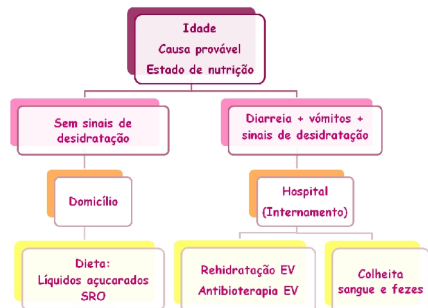 Idade
Causa provável
Estado de nutrição
Sem sinais de
desidratação
Diarreia + vómitos +
sinais de desidratação
Domicílio
Hospital
(Internamento)
Dieta:
Líquidos açucarados
SRO
Rehidratação EV
Antibioterapia EV
Colheita
sangue e fezes